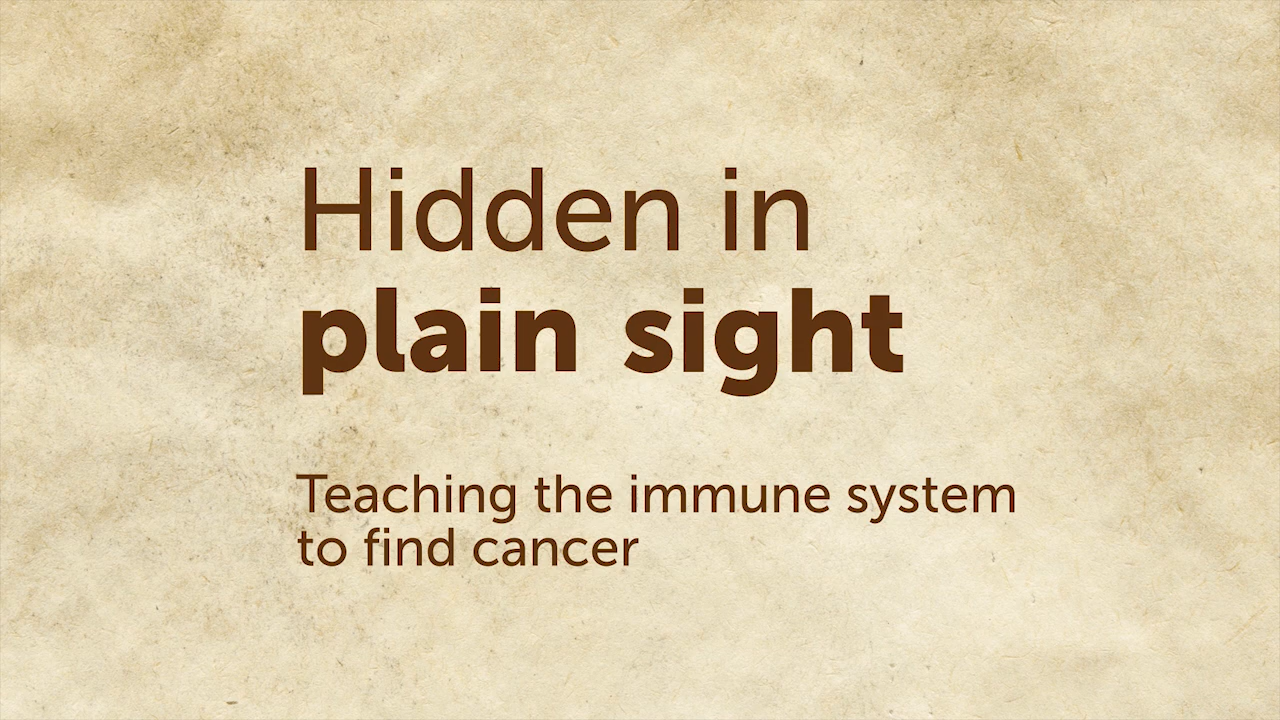 Hidden in
plain sight
Teaching the immune system
to find cancer